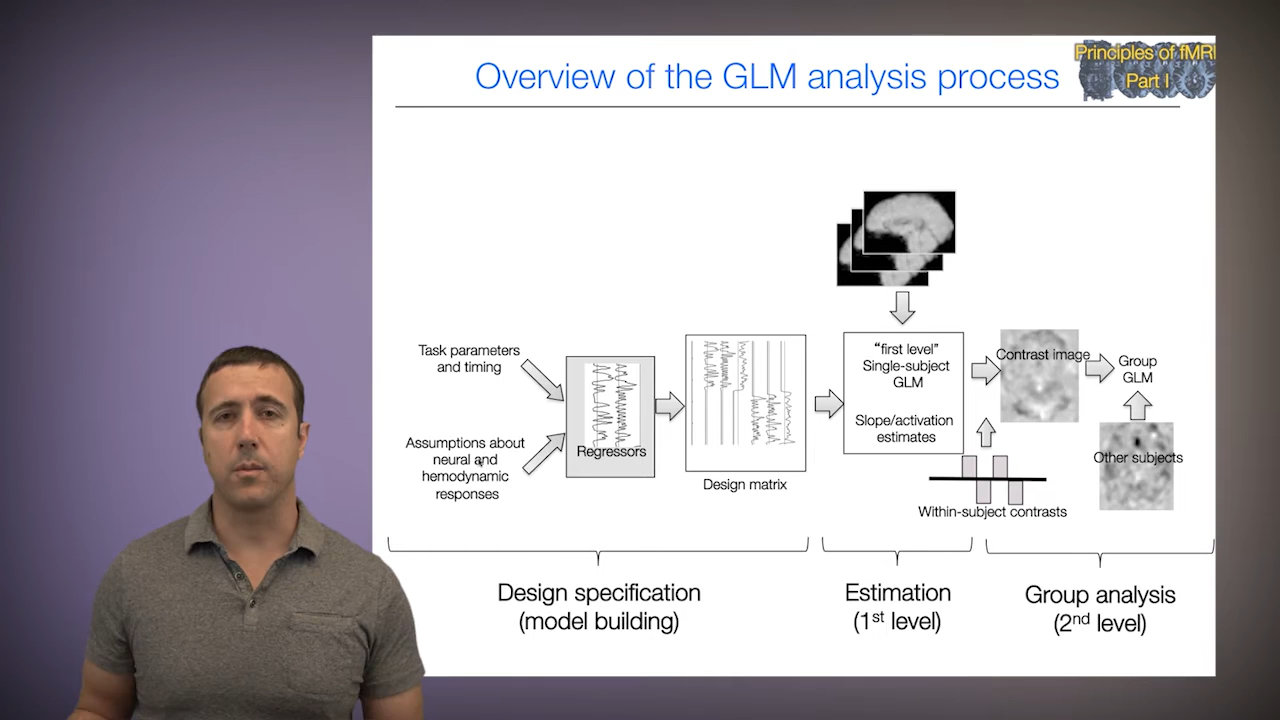 Overview of the GLM analysis process
Principles of fMRI
Part I
Task parameters
and timing
Assumptions about
neural and
hemodynamic
responses
Regressors
Design matrix
“first level”
Single-subject
GLM
Slope/activation
estimates
Contrast image
Within-subject contrasts
Group
GLM
Other subjects
Design specification
(model building)
Estimation
(1st level)
Group analysis
(2nd level)